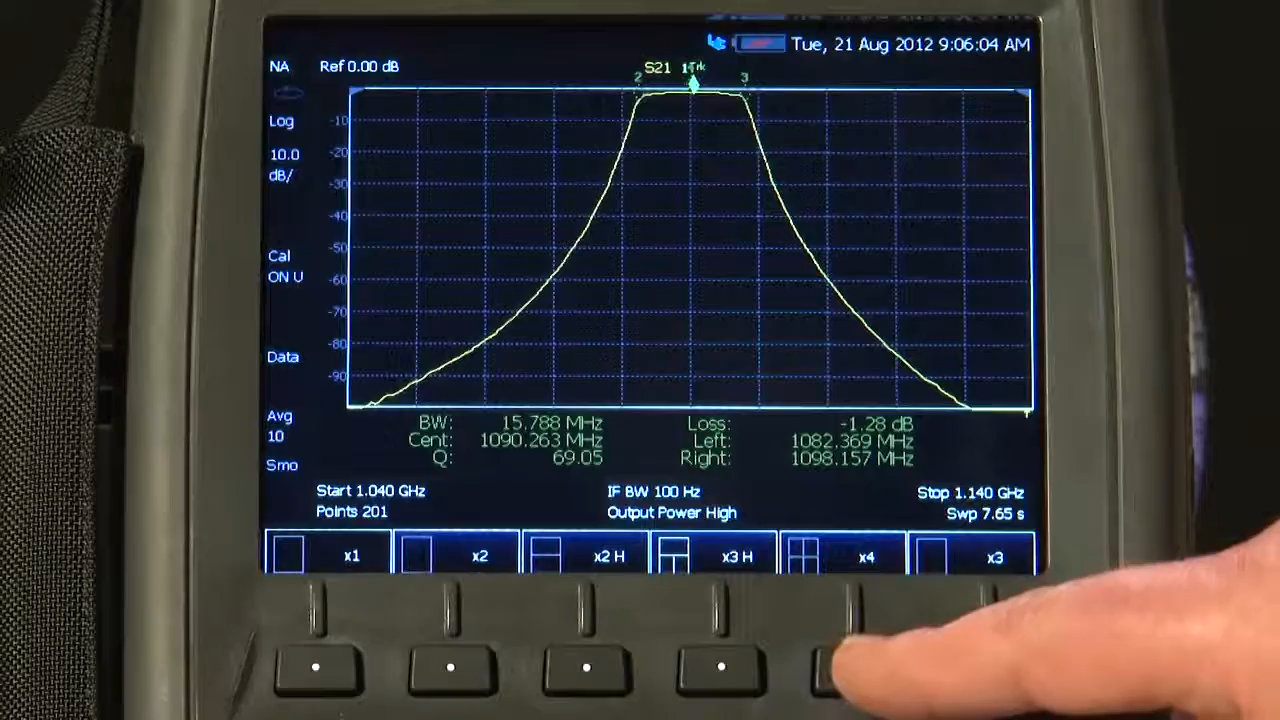 Tue, 21 Aug 2012 9:06:04 AM
NA Ref 0.00 dB
S21 1 Trk
2 3
Log
10.0
dB/
-10
-20
-30
-40
-50
-60
-70
-80
-90
Cal
ON U
Data
Avg
10
Smo
BW: 15.788 MHz Loss: -1.28 dB
Cent: 1090.263 MHz Left: 1082.369 MHz
Q: 69.05 Right: 1098.157 MHz
Start 1.040 GHz IF BW 100 Hz Stop 1.140 GHz
Points 201 Output Power High Swp 7.65 s
x1 x2 x2 H x3 H x4 x3